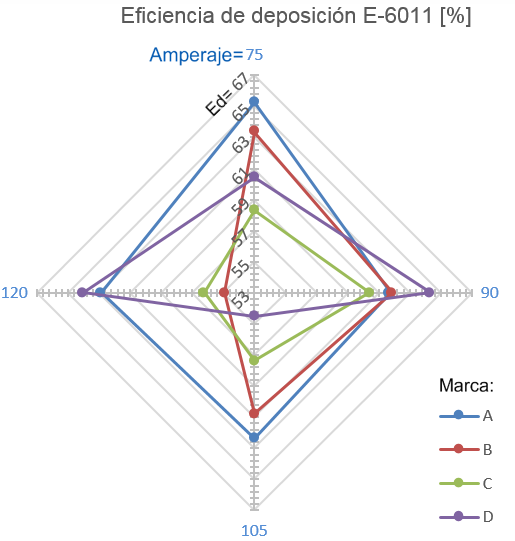 Eficiencia de deposición E-6011 [%]
Amperaje=75
Ed= 67
65
63
61
59
57
55
53
120
90
105
Marca:
A
B
C
D